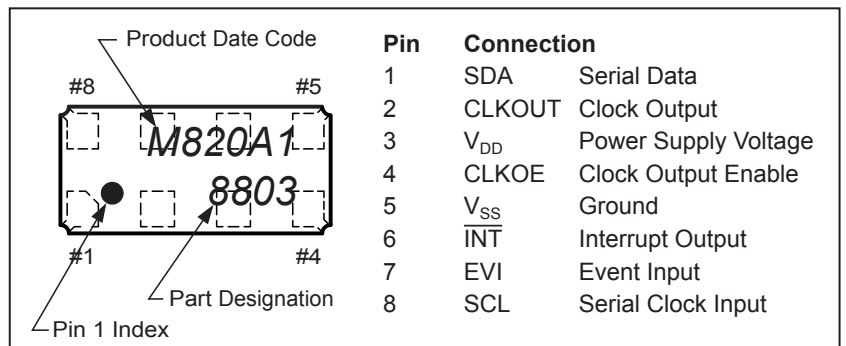 Product Date Code
#8
#5
M820A1
8803
#1
#4
Part Designation
Pin 1 Index
Pin Connection
1 SDA Serial Data
2 CLKOUT Clock Output
3 VDD Power Supply Voltage
4 CLKOE Clock Output Enable
5 VSS Ground
6 I̅N̅T̅ Interrupt Output
7 EVI Event Input
8 SCL Serial Clock Input